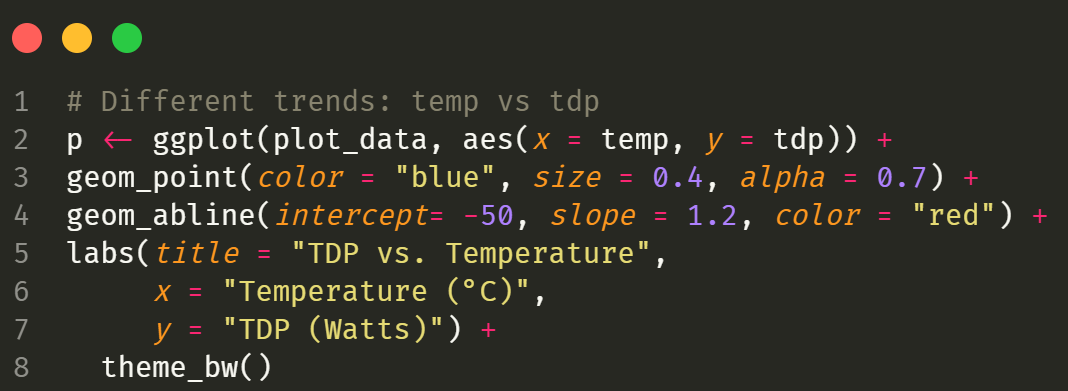 1 # Different trends: temp vs tdp
2 p <- ggplot(plot_data, aes(x = temp, y = tdp)) +
3 geom_point(color = "blue", size = 0.4, alpha = 0.7) +
4 geom_abline(intercept= -50, slope = 1.2, color = "red") +
5 labs(title = "TDP vs. Temperature",
6      x = "Temperature (°C)",
7      y = "TDP (Watts)") +
8   theme_bw()